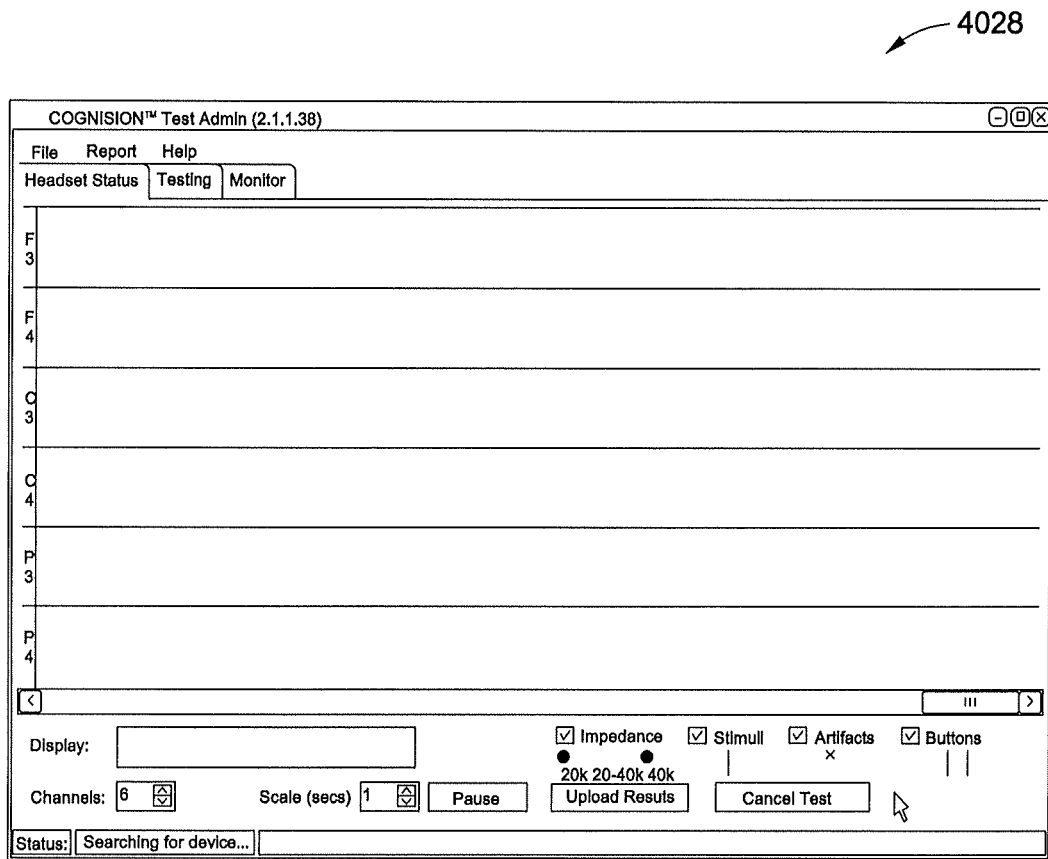 4028
COGNISION™ Test Admin (2.1.1.38)
File Report Help
Headset Status Testing Monitor
F
3
F
4
C
3
C
4
P
3
P
4
Display:
Impedance Stimuli Artifacts Buttons
20k 20-40k 40k
Channels: 6 Scale (secs) 1 Pause Upload Resuts Cancel Test
Status: Searching for device...